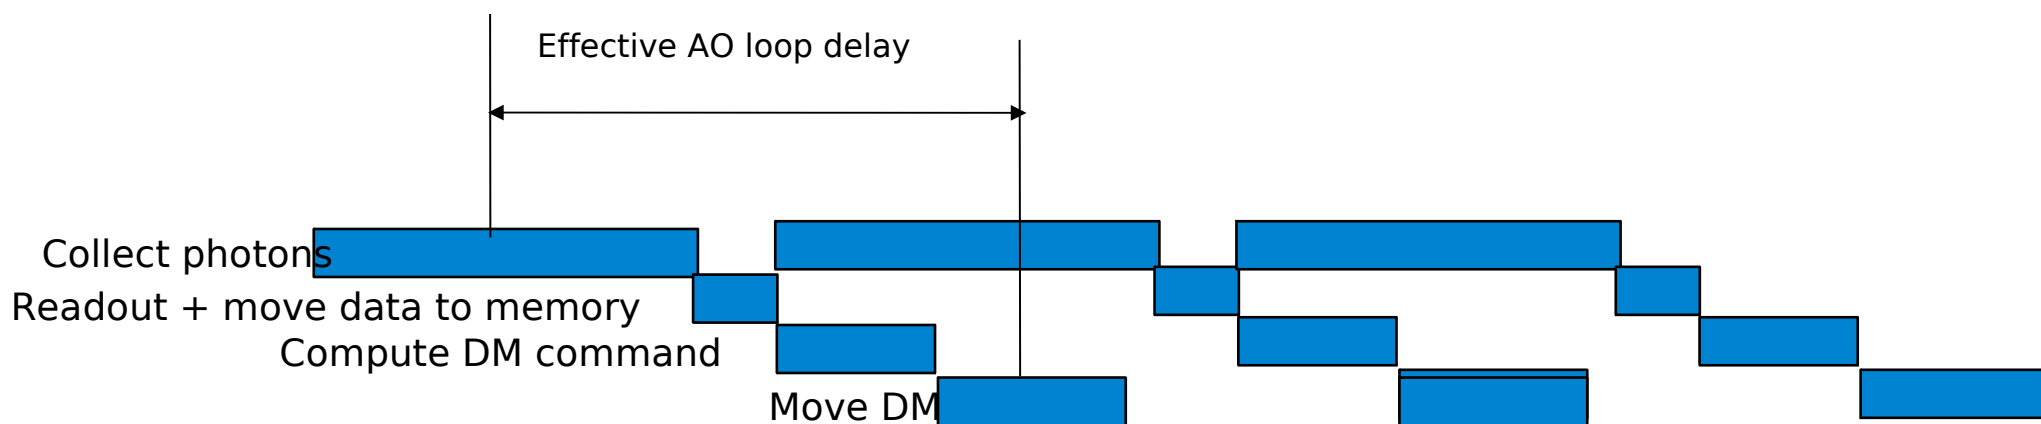 Effective AO loop delay
Collect photons
Readout + move data to memory
Compute DM command
Move DM